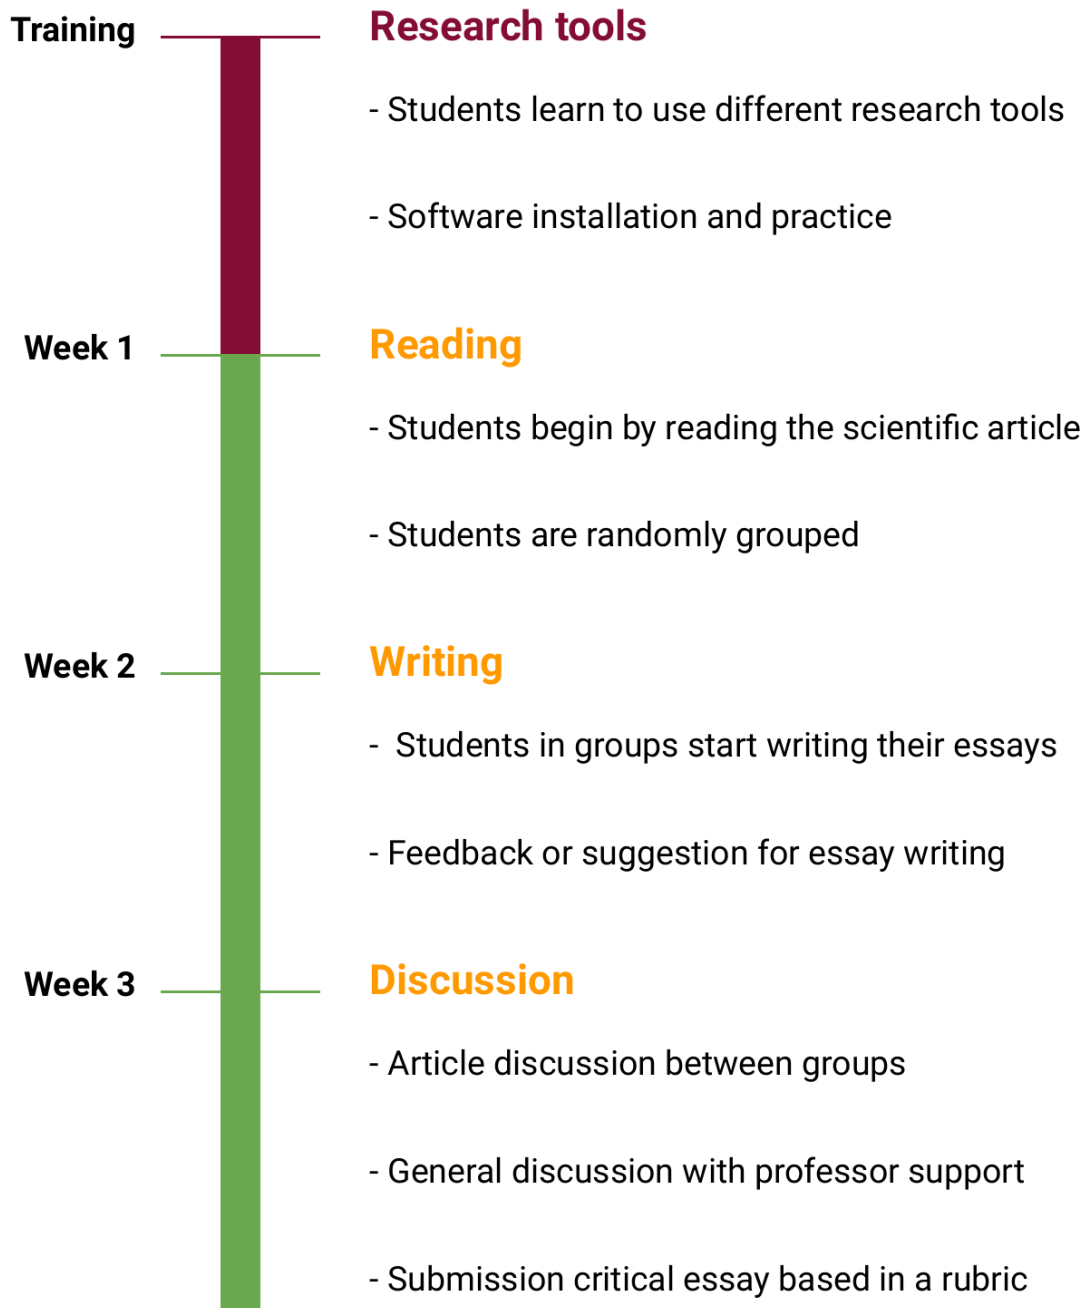 Training
Research tools
- Students learn to use different research tools
- Software installation and practice
Week 1
Reading
- Students begin by reading the scientific article
- Students are randomly grouped
Week 2
Writing
-  Students in groups start writing their essays
- Feedback or suggestion for essay writing
Week 3
Discussion
- Article discussion between groups
- General discussion with professor support
- Submission critical essay based in a rubric